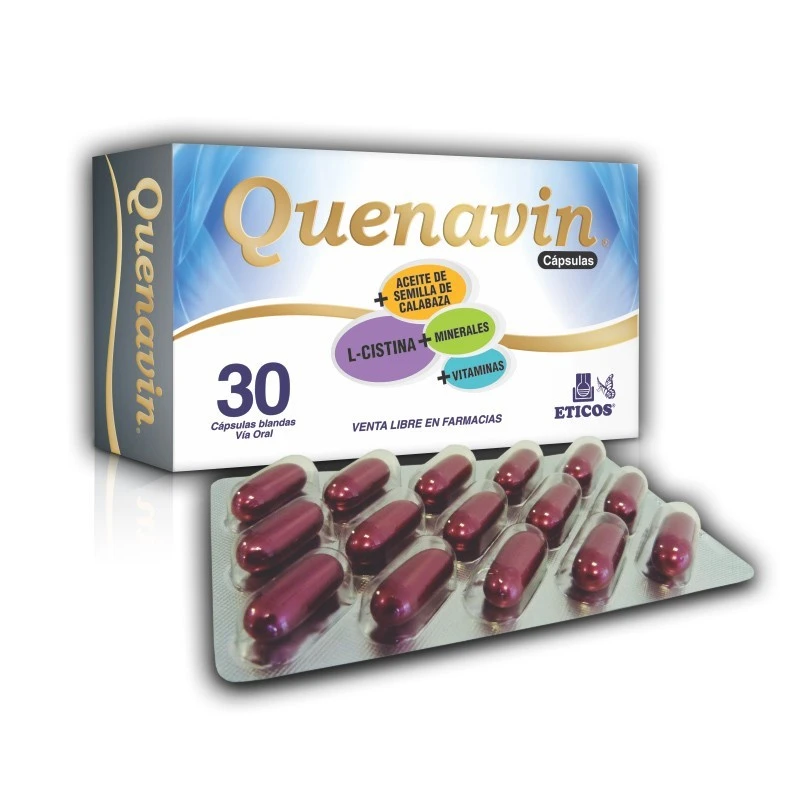 Quenavin
Quenavin®
Cápsulas
+ ACEITE DE
SEMILLA DE
CALABAZA
L-CISTINA
+ MINERALES
+ VITAMINAS
30
Cápsulas blandas
Vía Oral
VENTA LIBRE EN FARMACIAS
ETICOS®